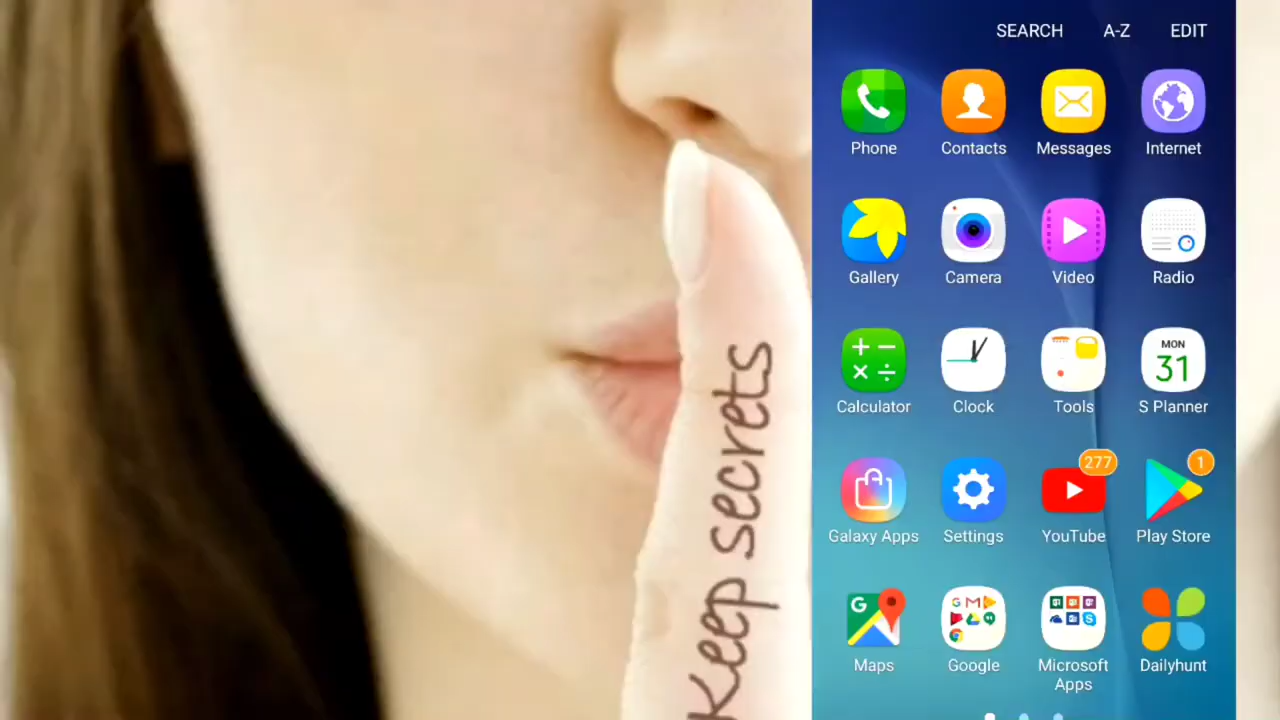 Keep secrets
SEARCH A-Z EDIT
Phone Contacts Messages Internet
Gallery Camera Video Radio
MON
31
Calculator Clock Tools S Planner
277 1
Galaxy Apps Settings YouTube Play Store
G
G M
Maps Google Microsoft Apps Dailyhunt